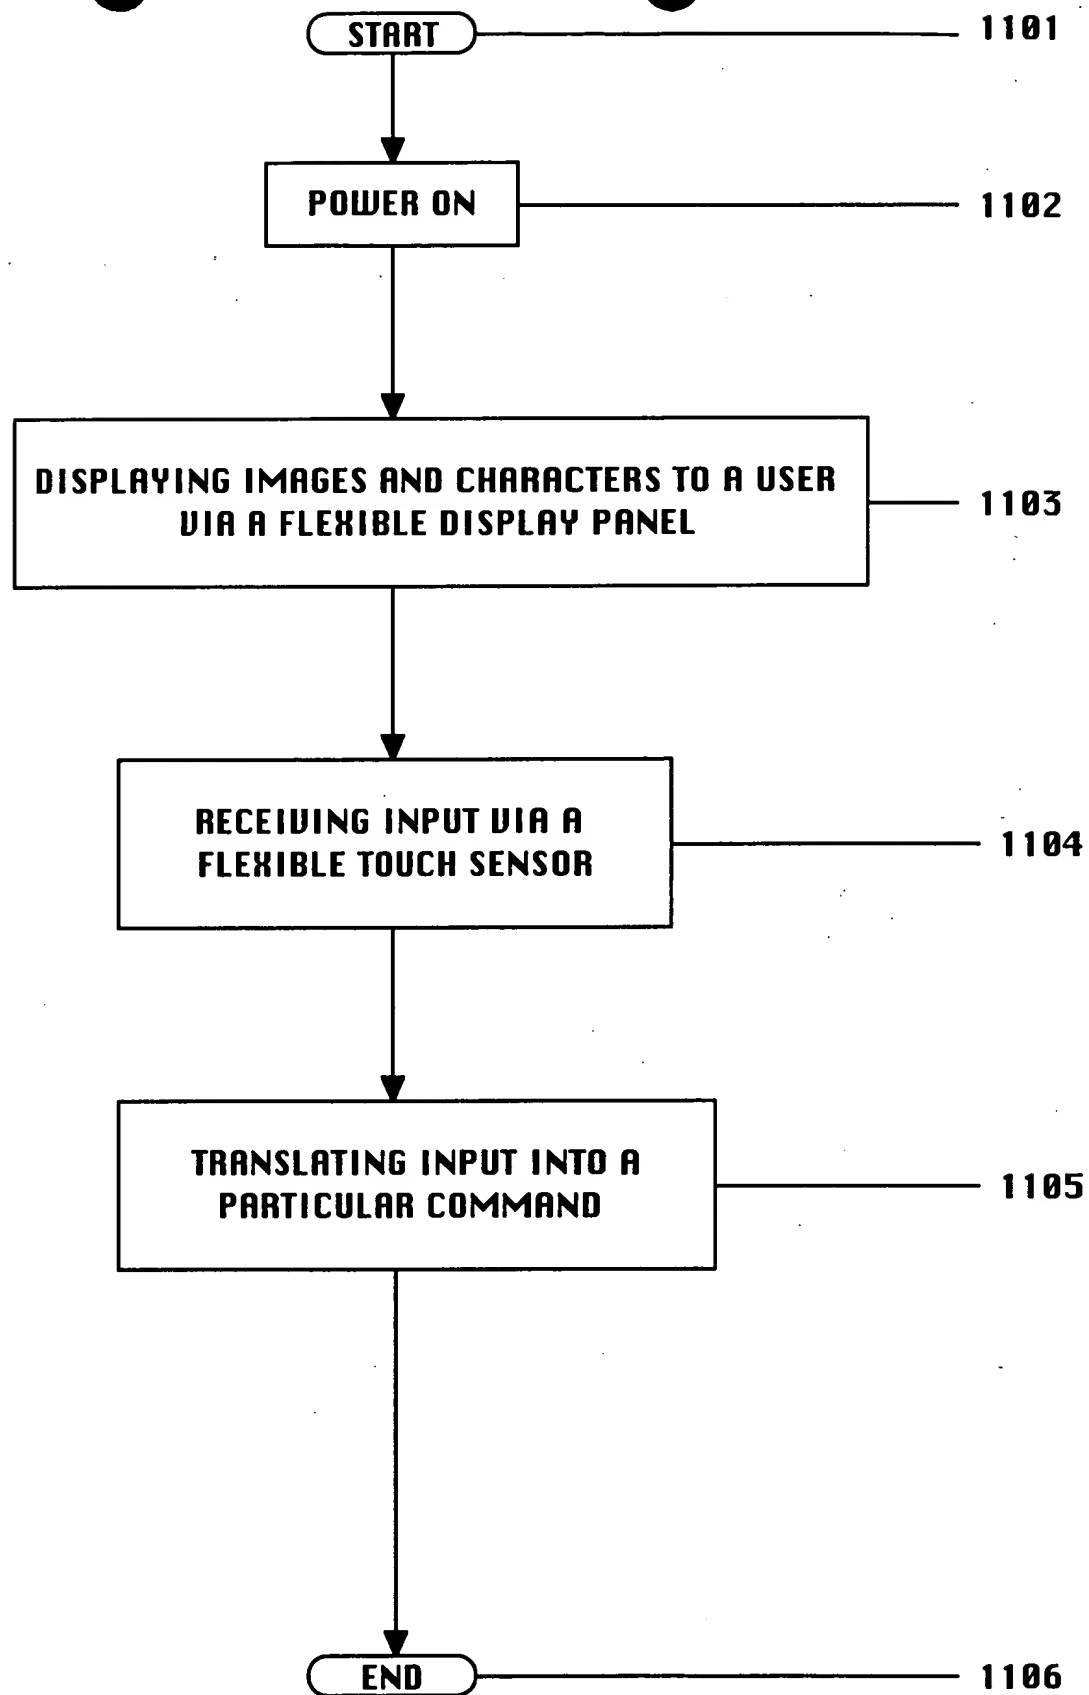 START 1101
POWER ON 1102
DISPLAYING IMAGES AND CHARACTERS TO A USER
VIA A FLEXIBLE DISPLAY PANEL
1103
RECEIVING INPUT VIA A
FLEXIBLE TOUCH SENSOR
1104
TRANSLATING INPUT INTO A
PARTICULAR COMMAND
1105
END 1106